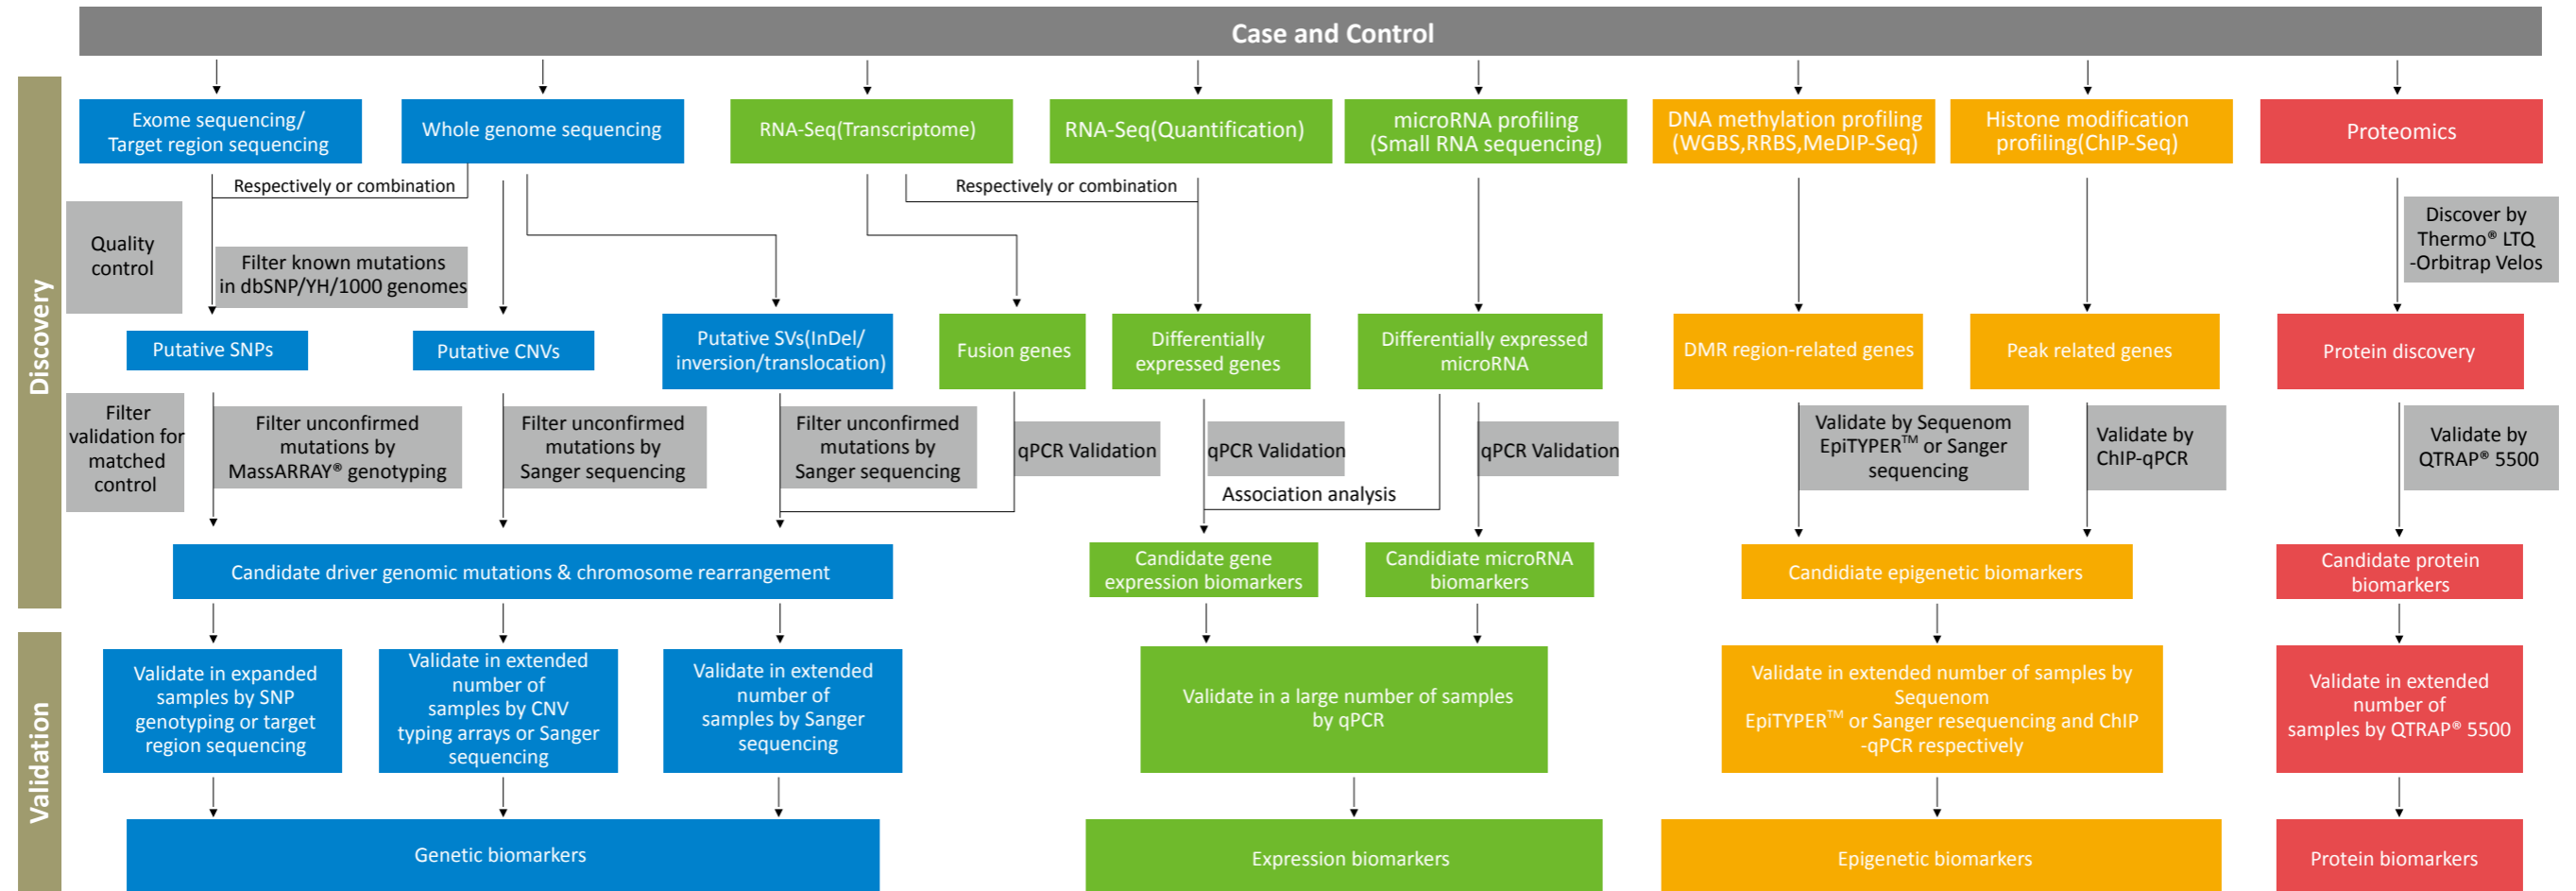 Case and Control
Discovery
Exome sequencing/
Target region sequencing
Whole genome sequencing
RNA-Seq(Transcriptome)
RNA-Seq(Quantification)
microRNA profiling
(Small RNA sequencing)
DNA methylation profiling
(WGBS,RRBS,MeDIP-Seq)
Histone modification
profiling(ChIP-Seq)
Proteomics
Respectively or combination
Respectively or combination
Quality
control
Filter known mutations
in dbSNP/YH/1000 genomes
Discover by
Thermo® LTQ
-Orbitrap Velos
Putative SNPs
Putative CNVs
Putative SVs(InDel/
inversion/translocation)
Fusion genes
Differentially
expressed genes
Differentially expressed
microRNA
DMR region-related genes
Peak related genes
Protein discovery
Filter
validation for
matched
control
Filter unconfirmed
mutations by
MassARRAY® genotyping
Filter unconfirmed
mutations by
Sanger sequencing
Filter unconfirmed
mutations by
Sanger sequencing
qPCR Validation
qPCR Validation
qPCR Validation
Validate by Sequenom
EpiTYPER™ or Sanger
sequencing
Validate by
ChIP-qPCR
Validate by
QTRAP® 5500
Association analysis
Candidate driver genomic mutations & chromosome rearrangement
Candidate gene
expression biomarkers
Candidiate microRNA
biomarkers
Candidiate epigenetic biomarkers
Candidate protein
biomarkers
Validation
Validate in expanded
samples by SNP
genotyping or target
region sequencing
Validate in extended
number of
samples by CNV
typing arrays or Sanger
sequencing
Validate in extended
number of
samples by Sanger
sequencing
Validate in a large number of samples
by qPCR
Validate in extended number of samples by
Sequenom
EpiTYPER™ or Sanger resequencing and ChIP
-qPCR respectively
Validate in extended
number of
samples by QTRAP® 5500
Genetic biomarkers
Expression biomarkers
Epigenetic biomarkers
Protein biomarkers